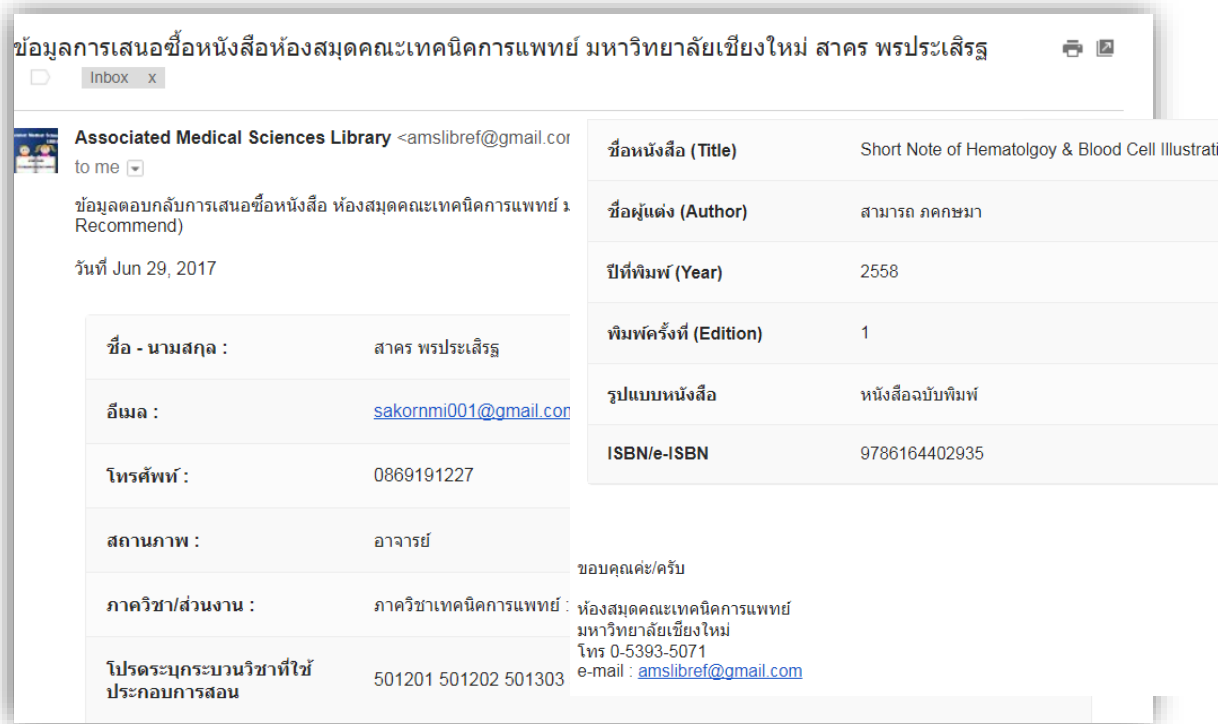 ข้อมูลการเสนอซื้อหนังสือห้องสมุดคณะเทคนิคการแพทย์ มหาวิทยาลัยเชียงใหม่ สาคร พรประเสิรฐ
Inbox x
Associated Medical Sciences Library <amslibref@gmail.cor
to me
ข้อมูลตอบกลับการเสนอซื้อหนังสือ ห้องสมุดคณะเทคนิคการแพทย์ ม
Recommend)
วันที่ Jun 29, 2017
ชื่อ - นามสกุล : สาคร พรประเสิรฐ
อีเมล : sakornmi001@gmail.con
โทรศัพท์ : 0869191227
สถานภาพ : อาจารย์
ภาควิชา/ส่วนงาน : ภาควิชาเทคนิคการแพทย์ :
โปรดระบุกระบวนวิชาที่ใช้
ประกอบการสอน 501201 501202 501303
ชื่อหนังสือ (Title) Short Note of Hematolgoy & Blood Cell Illustrati
ชื่อผู้แต่ง (Author) สามารถ ภคกษมา
ปีที่พิมพ์ (Year) 2558
พิมพ์ครั้งที่ (Edition) 1
รูปแบบหนังสือ หนังสือฉบับพิมพ์
ISBN/e-ISBN 9786164402935
ขอบคุณค่ะ/ครับ
ห้องสมุดคณะเทคนิคการแพทย์
มหาวิทยาลัยเชียงใหม่
โทร 0-5393-5071
e-mail : amslibref@gmail.com